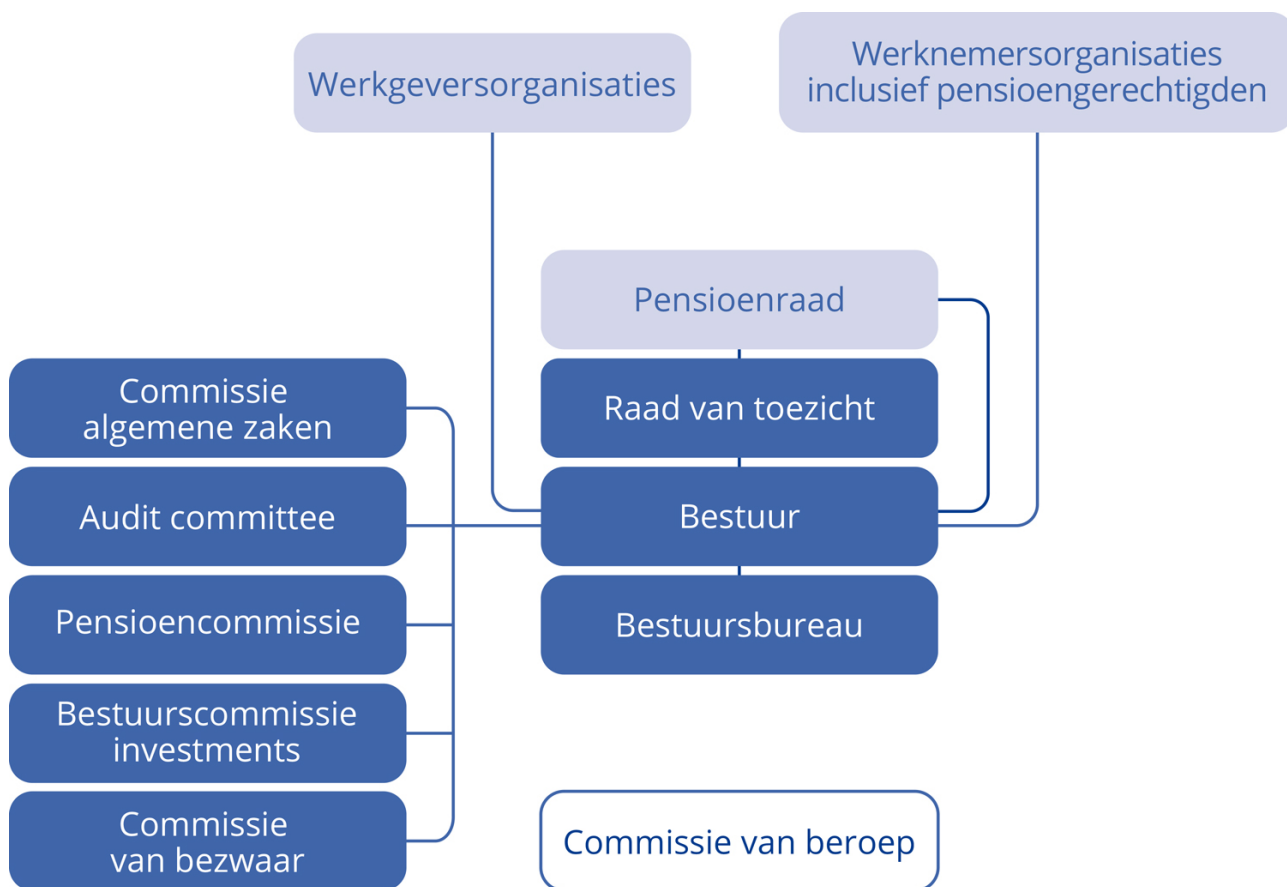 Werkgeversorganisaties
Werknemersorganisaties
inclusief pensioengerechtigden
Pensioenraad
Commissie
algemene zaken
Raad van toezicht
Audit committee
Bestuur
Pensioencommissie
Bestuursbureau
Bestuurscommissie
investments
Commissie
van bezwaar
Commissie van beroep